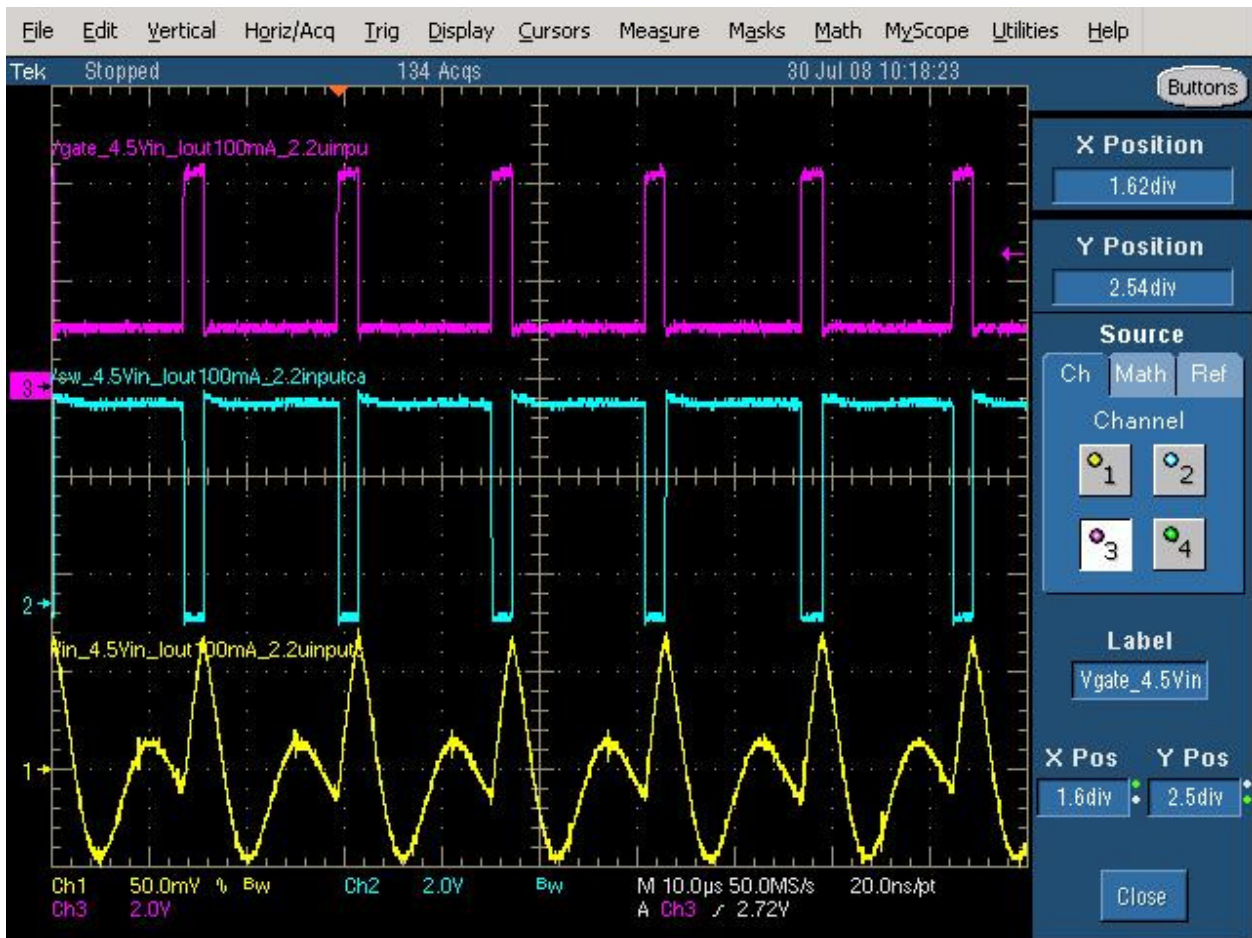 File Edit Vertical Horiz/Acq Trig Display Cursors Measure Masks Math MyScope Utilities Help
Tek Stopped 134 Acqs 30 Jul 08 10:18:23
Buttons
X Position
1.62div
Y Position
2.54div
Source
Ch Math Ref
Channel
1 2
3 4
Label
Vgate_4.5Vin
X Pos Y Pos
1.6div 2.5div
Close
Vgate_4.5Vin_Iout100mA_2.2uinpu
3
Vsw_4.5Vin_Iout100mA_2.2inputca
2
Vin_4.5Vin_Iout100mA_2.2uinputc
1
Ch1 50.0mV BW Ch2 2.0V BW M 10.0µs 50.0MS/s 20.0ns/pt
Ch3 2.0V A Ch3 2.72V